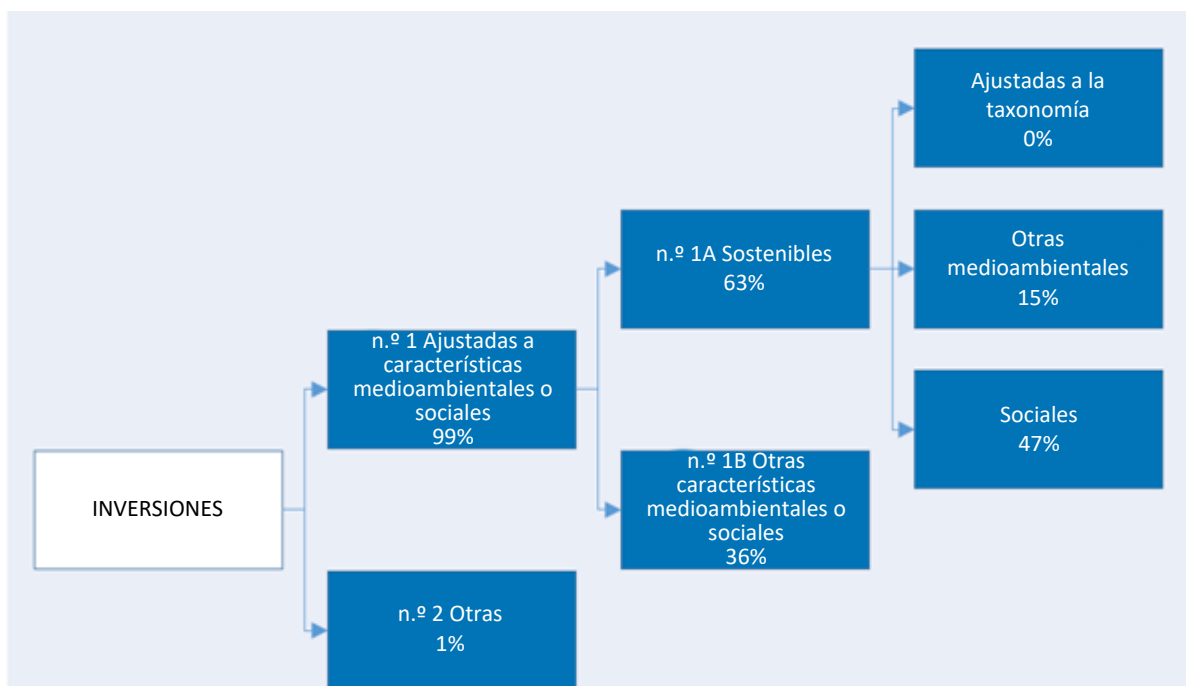 INVERSIONES
n.º 1 Ajustadas a
características
medioambientales o
sociales
99%
n.º 2 Otras
1%
n.º 1A Sostenibles
63%
n.º 1B Otras
características
medioambientales o
sociales
36%
Ajustadas a la
taxonomía
0%
Otras
medioambientales
15%
Sociales
47%